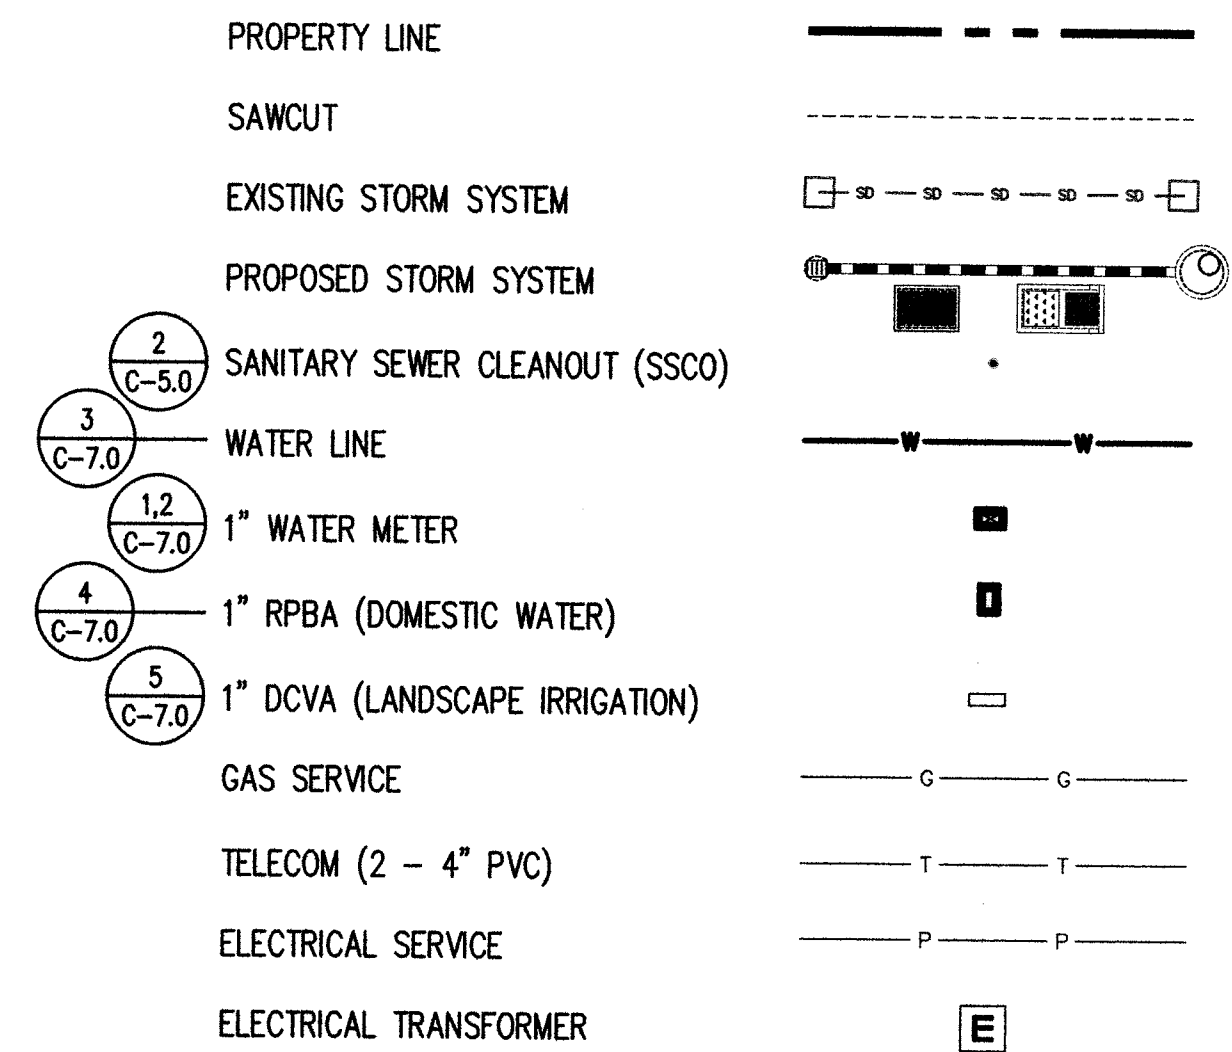 PROPERTY LINE
SAWCUT
EXISTING STORM SYSTEM SD SD SD SD SD
PROPOSED STORM SYSTEM
2
C-5.0
SANITARY SEWER CLEANOUT (SSCO)
3
C-7.0
WATER LINE W W
1,2
C-7.0
1" WATER METER
4
C-7.0
1" RPBA (DOMESTIC WATER)
5
C-7.0
1" DCVA (LANDSCAPE IRRIGATION)
GAS SERVICE G G
TELECOM (2 - 4" PVC) T T
ELECTRICAL SERVICE P P
ELECTRICAL TRANSFORMER E